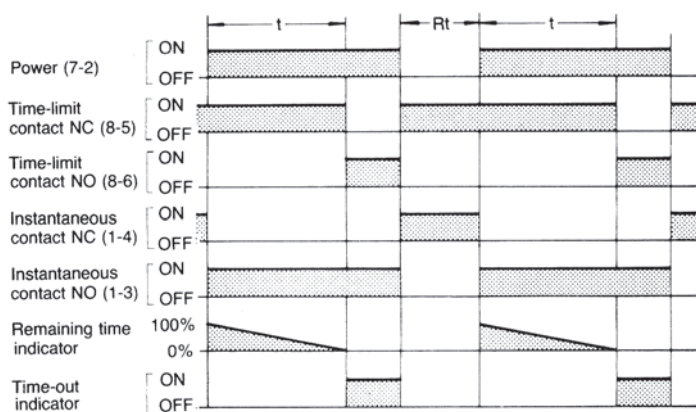 t Rt t
Power (7-2) ON
OFF
Time-limit ON
contact NC (8-5) OFF
Time-limit ON
contact NO (8-6) OFF
Instantaneous ON
contact NC (1-4) OFF
Instantaneous ON
contact NO (1-3) OFF
Remaining time 100%
indicator 0%
Time-out ON
indicator OFF